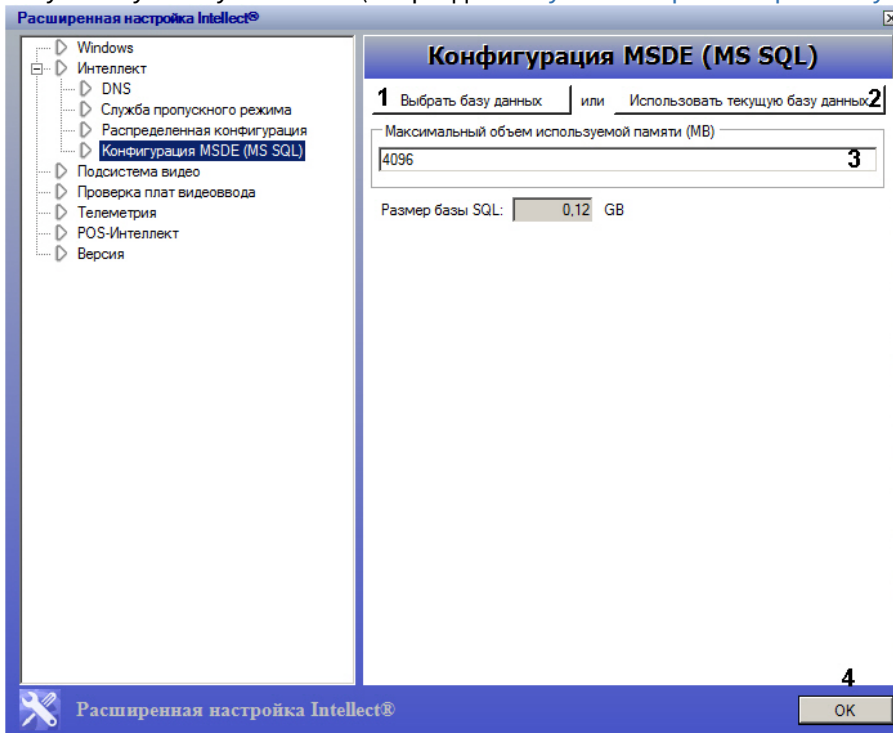 Расширенная настройка Intellect®
Windows
Интеллект
DNS
Служба пропускного режима
Распределенная конфигурация
Конфигурация MSDE (MS SQL)
Подсистема видео
Проверка плат видеоввода
Телеметрия
POS-Интеллект
Версия
Конфигурация MSDE (MS SQL)
1 Выбрать базу данных или Использовать текущую базу данных 2
Максимальный объем используемой памяти (MB)
4096 3
Размер базы SQL: 0,12 GB
4
Расширенная настройка Intellect®
OK